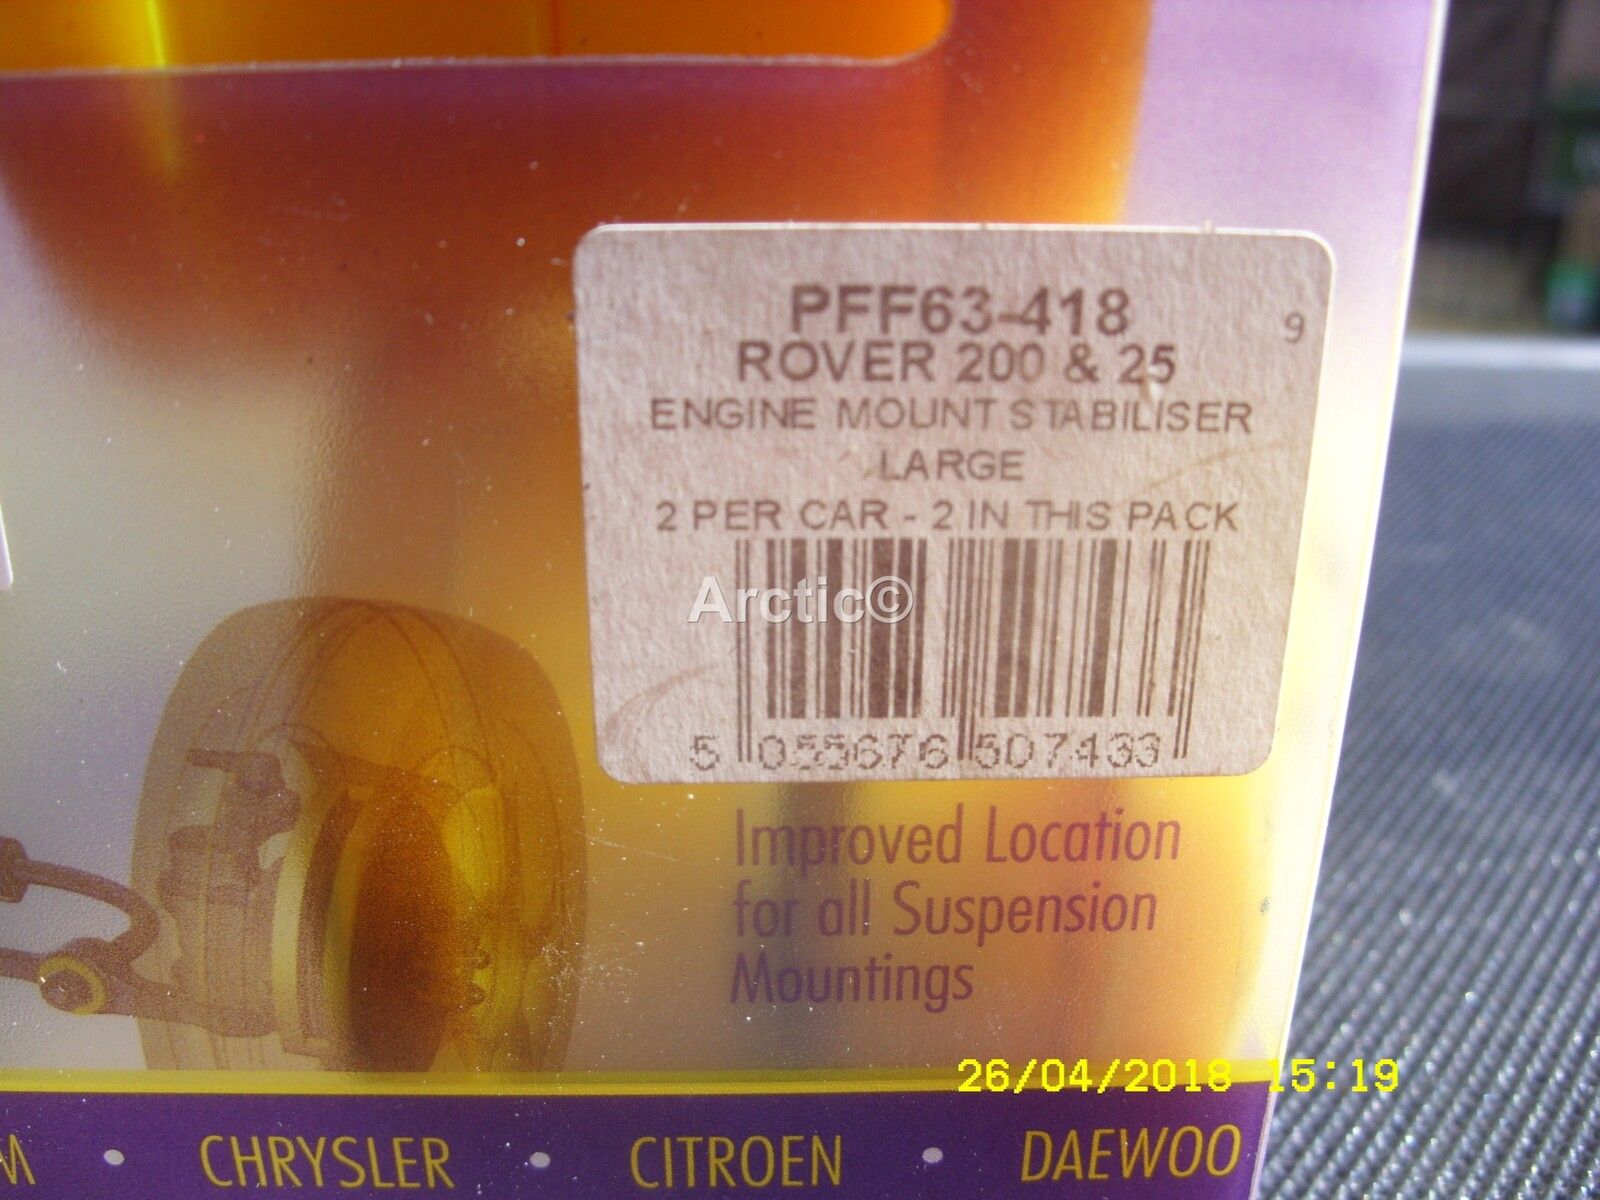 PFF63-418
9
ROVER 200 & 25
ENGINE MOUNT STABILISER
LARGE
2 PER CAR - 2 IN THIS PACK
Arctic©
5 055676 507433
Improved Location
for all Suspension
Mountings
26/04/2018 15:19
M • CHRYSLER • CITROEN • DAEWOO